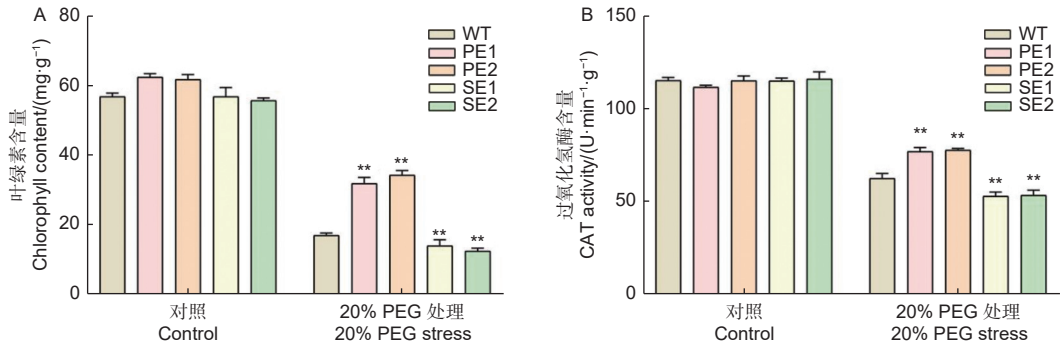 A
叶绿素含量
Chlorophyll content/(mg·g⁻¹)
80
60
40
20
0
WT
PE1
PE2
SE1
SE2
**
**
**
**
对照
Control
20% PEG 处理
20% PEG stress
B
过氧化氢酶含量
CAT activity/(U·min⁻¹·g⁻¹)
150
100
50
0
WT
PE1
PE2
SE1
SE2
**
**
**
**
对照
Control
20% PEG 处理
20% PEG stress